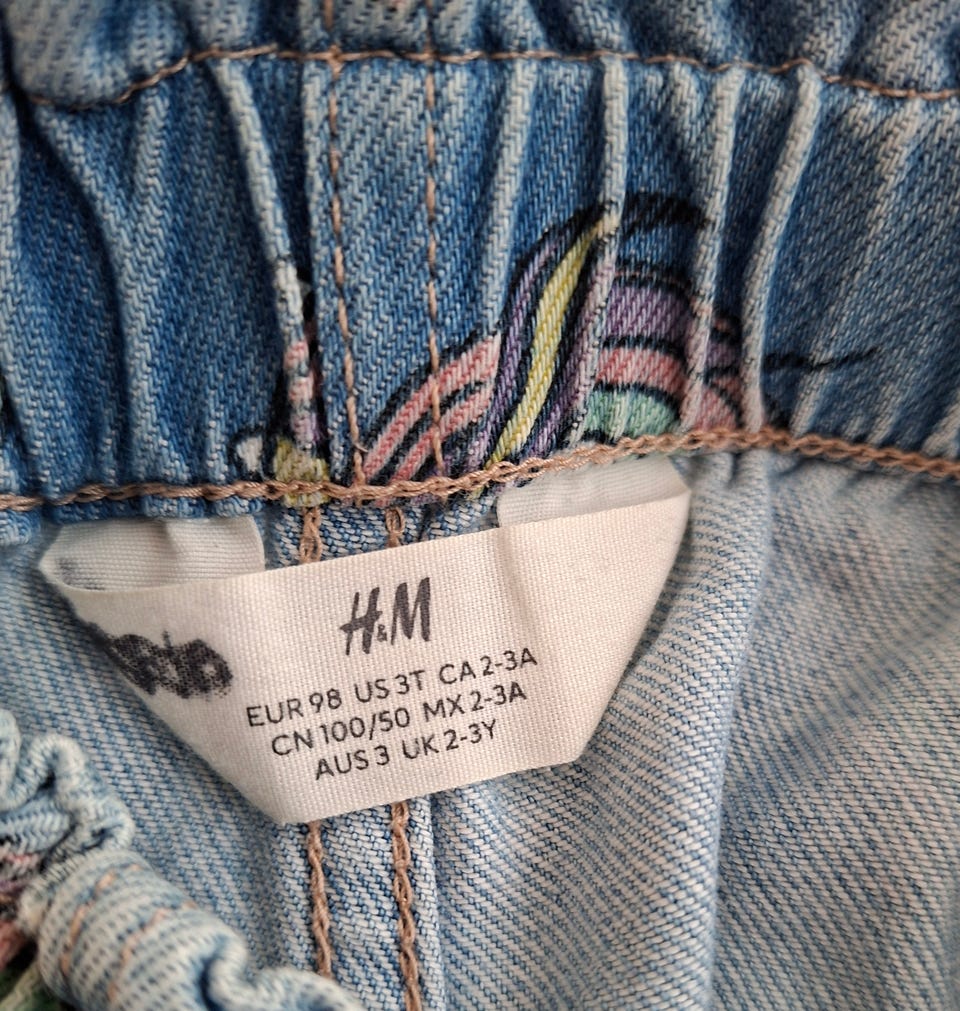 H&M
EUR 98 US 3T CA 2-3A
CN 100/50 MX 2-3A
AUS 3 UK 2-3Y